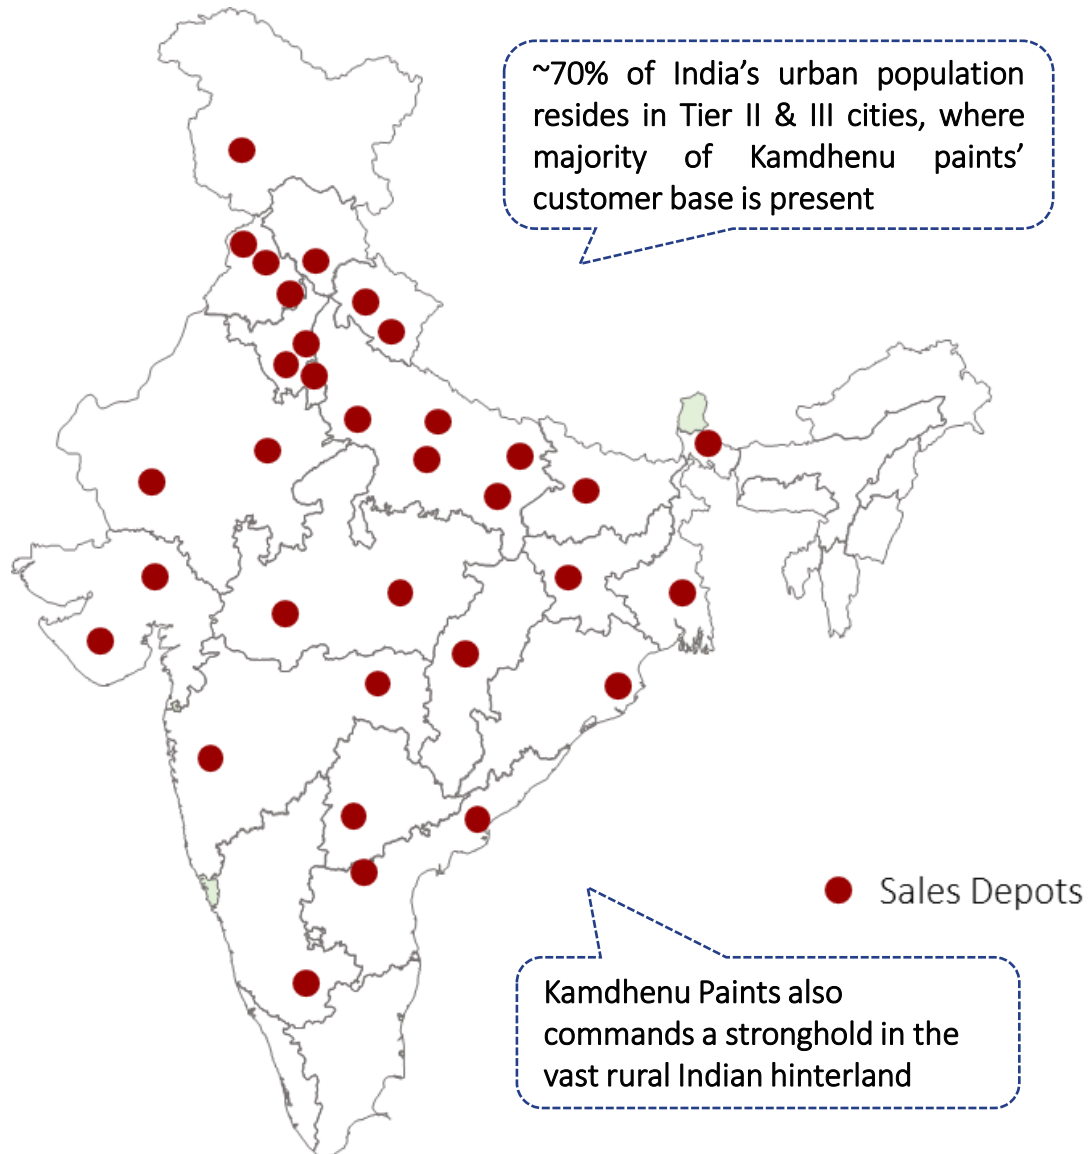 ~70% of India’s urban population
resides in Tier II & III cities, where
majority of Kamdhenu paints’
customer base is present
Sales Depots
Kamdhenu Paints also
commands a stronghold in the
vast rural Indian hinterland